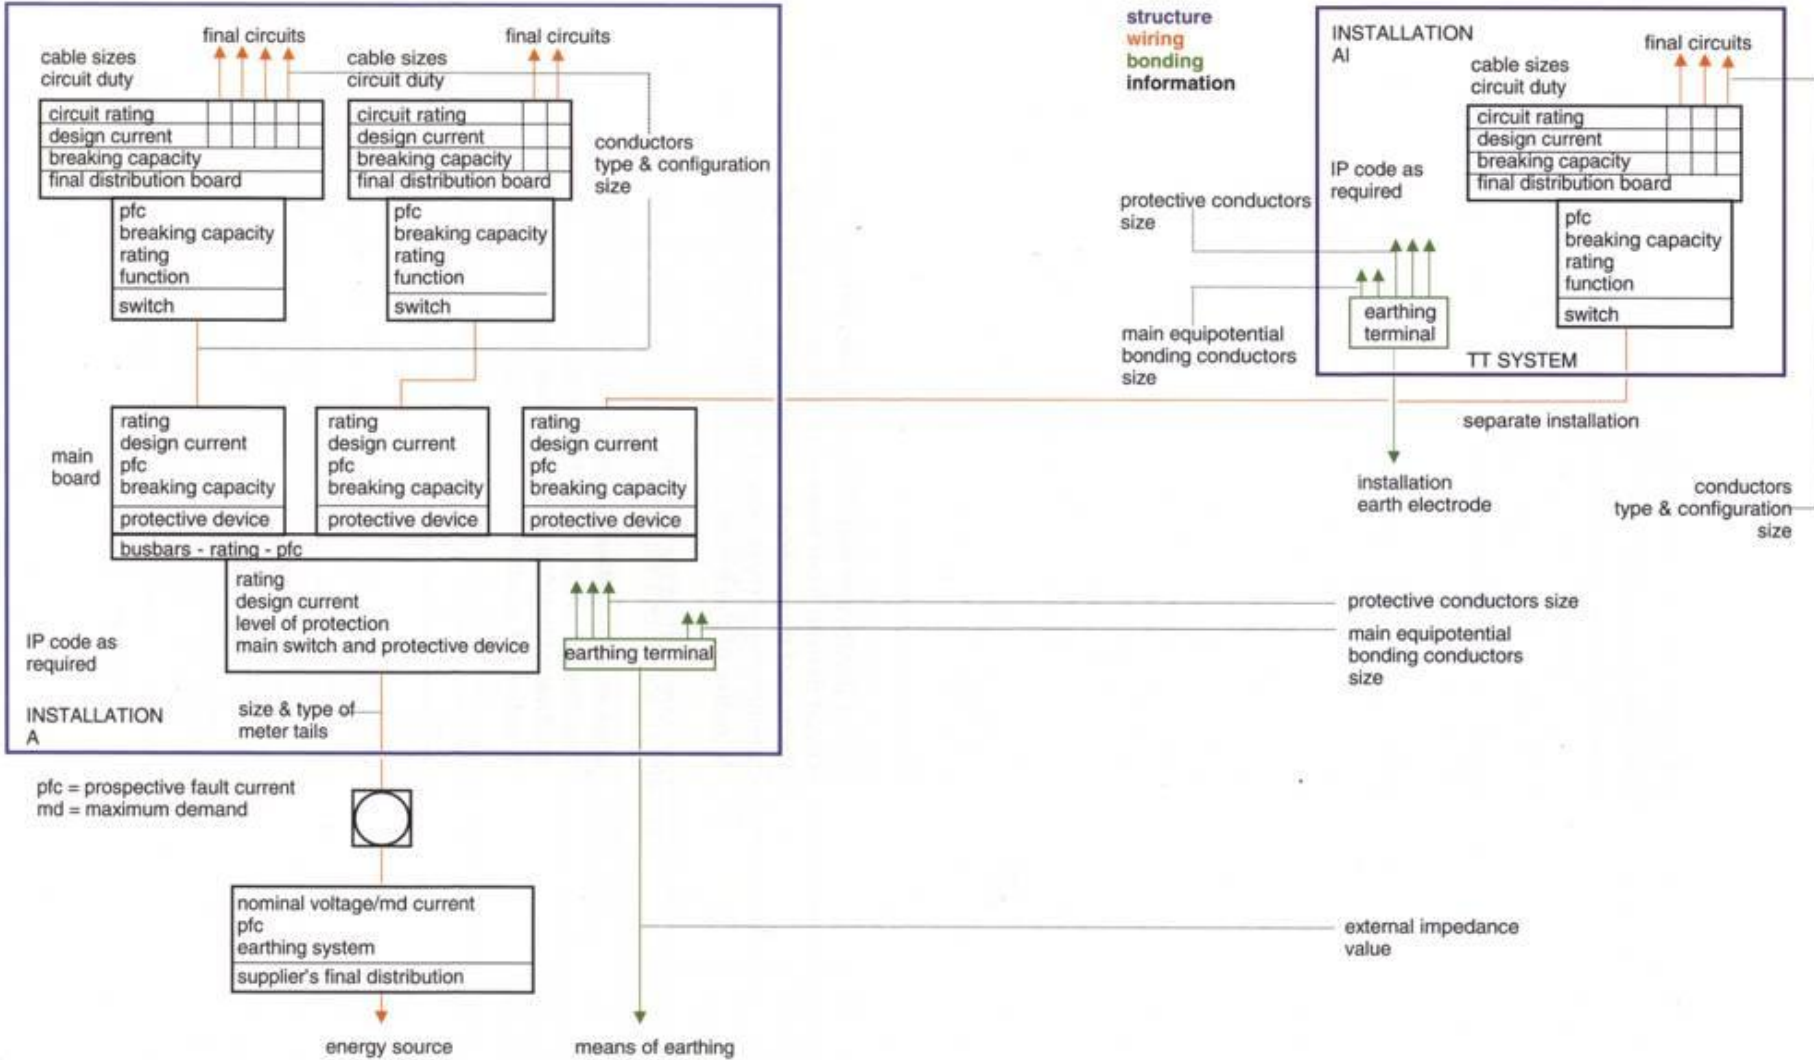 final circuits
cable sizes
circuit duty
circuit rating
design current
breaking capacity
final distribution board
pfc
breaking capacity
rating
function
switch
final circuits
cable sizes
circuit duty
circuit rating
design current
breaking capacity
final distribution board
pfc
breaking capacity
rating
function
switch
conductors
type & configuration
size
main
board
rating
design current
pfc
breaking capacity
protective device
rating
design current
pfc
breaking capacity
protective device
rating
design current
pfc
breaking capacity
protective device
busbars - rating - pfc
rating
design current
level of protection
main switch and protective device
earthing terminal
IP code as
required
INSTALLATION
A
size & type of
meter tails
pfc = prospective fault current
md = maximum demand
nominal voltage/md current
pfc
earthing system
supplier's final distribution
energy source
means of earthing
structure
wiring
bonding
information
INSTALLATION
AI
final circuits
cable sizes
circuit duty
circuit rating
design current
breaking capacity
final distribution board
IP code as
required
pfc
breaking capacity
rating
function
switch
protective conductors
size
earthing
terminal
main equipotential
bonding conductors
size
TT SYSTEM
separate installation
installation
earth electrode
conductors
type & configuration
size
protective conductors size
main equipotential
bonding conductors
size
external impedance
value